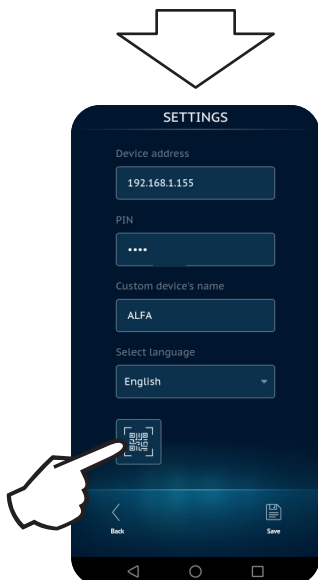 SETTINGS
Device address
192.168.1.155
PIN
••••
Custom device's name
ALFA
Select language
English
Back Save